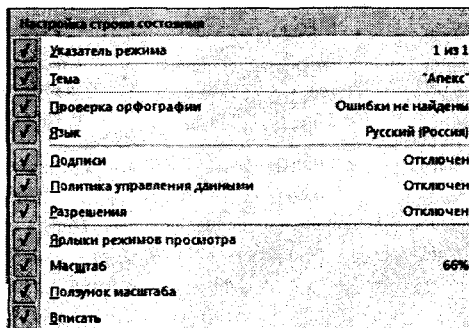 Настройка строки состояния
Указатель режима 1 из 1
Тема "Апекс"
Проверка орфографии Ошибки не найдени
Язык Русский (Россия)
Подписи Отключен
Политика управления данными Отключен
Разрешения Отключен
Ярлыки режимов просмотра
Масштаб 66%
Ползунок масштаба
Вписать